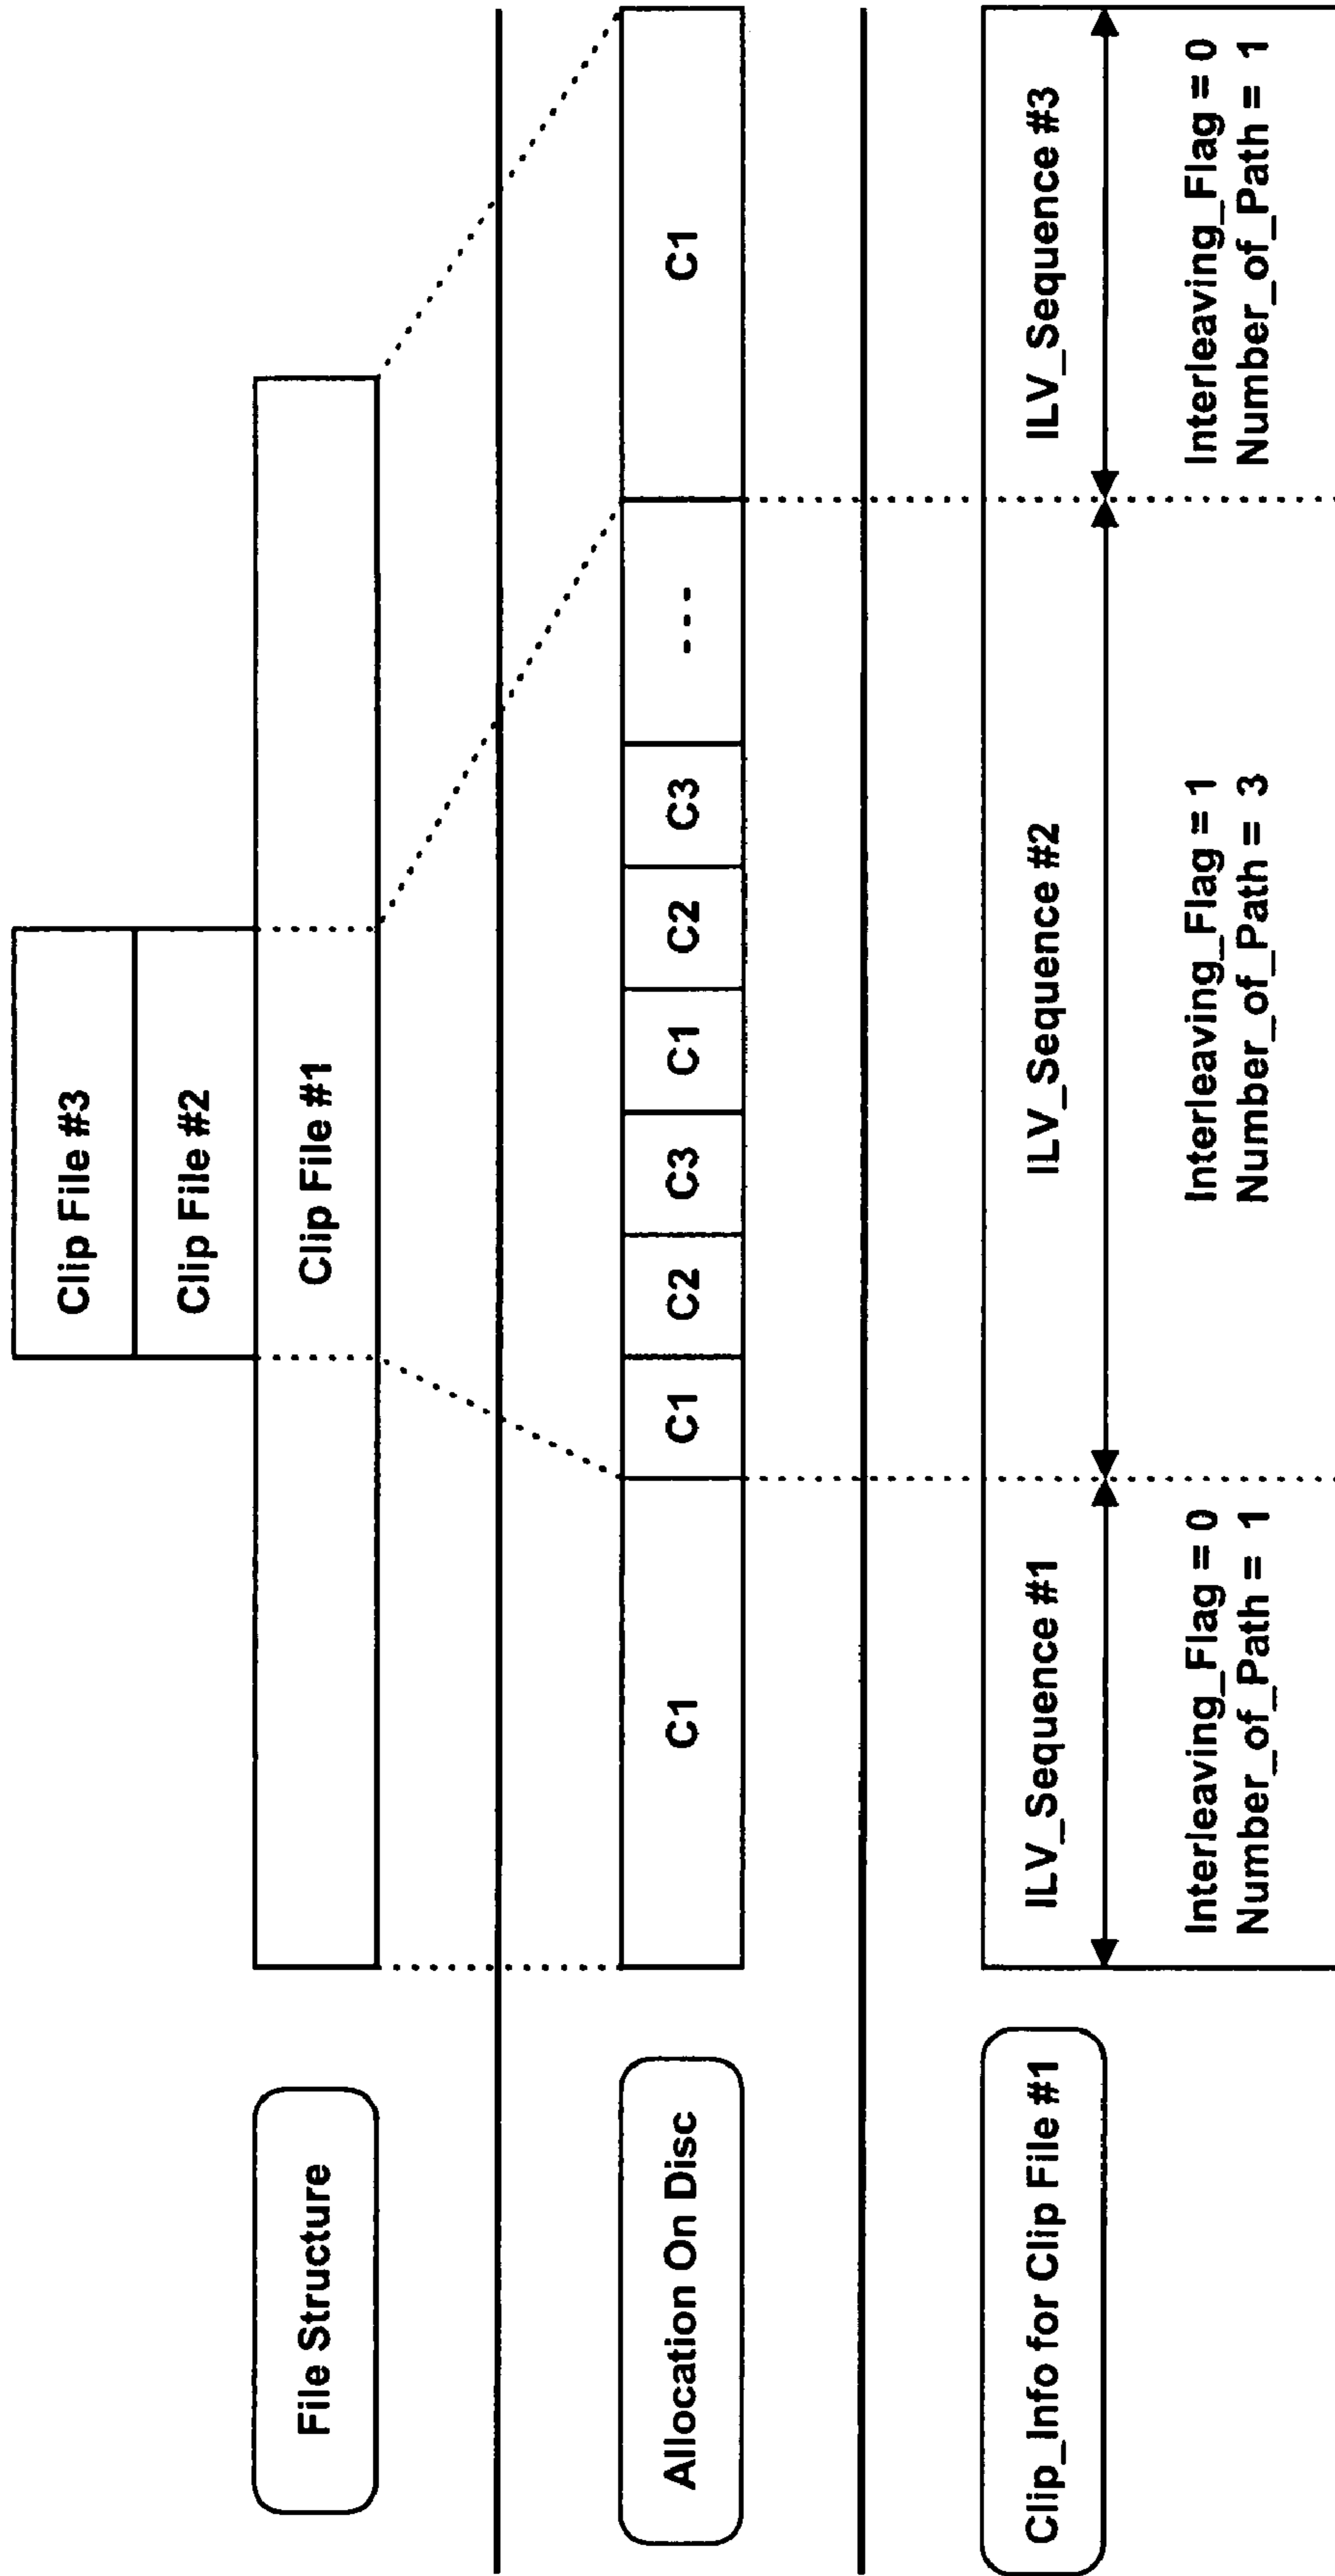 Clip File #3
Clip File #2
File Structure
Clip File #1
Allocation On Disc
C1
C1
C2
C3
C1
C2
C3
---
C1
Clip_Info for Clip File #1
ILV_Sequence #1
ILV_Sequence #2
ILV_Sequence #3
Interleaving_Flag = 0
Number_of_Path = 1
Interleaving_Flag = 1
Number_of_Path = 3
Interleaving_Flag = 0
Number_of_Path = 1